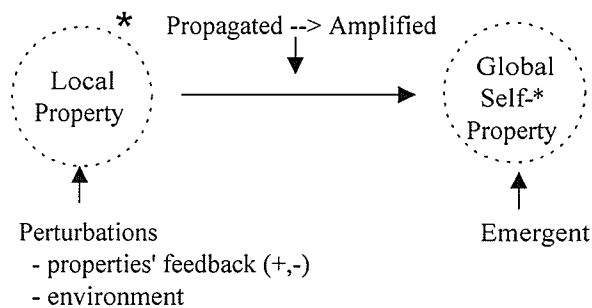 *
Propagated --> Amplified
Local
Property
Global
Self-*
Property
Perturbations
- properties' feedback (+,-)
- environment
Emergent